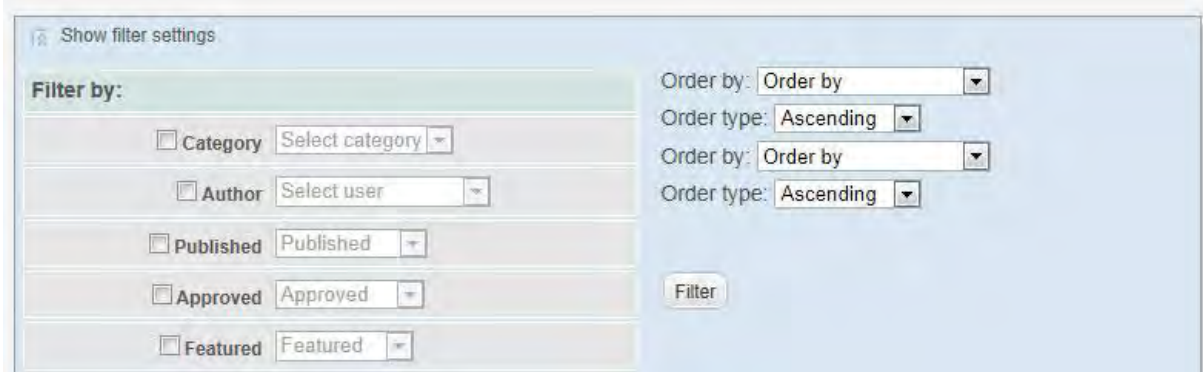 Show filter settings
Filter by:
Category Select category
Author Select user
Published Published
Approved Approved
Featured Featured
Order by: Order by
Order type: Ascending
Order by: Order by
Order type: Ascending
Filter